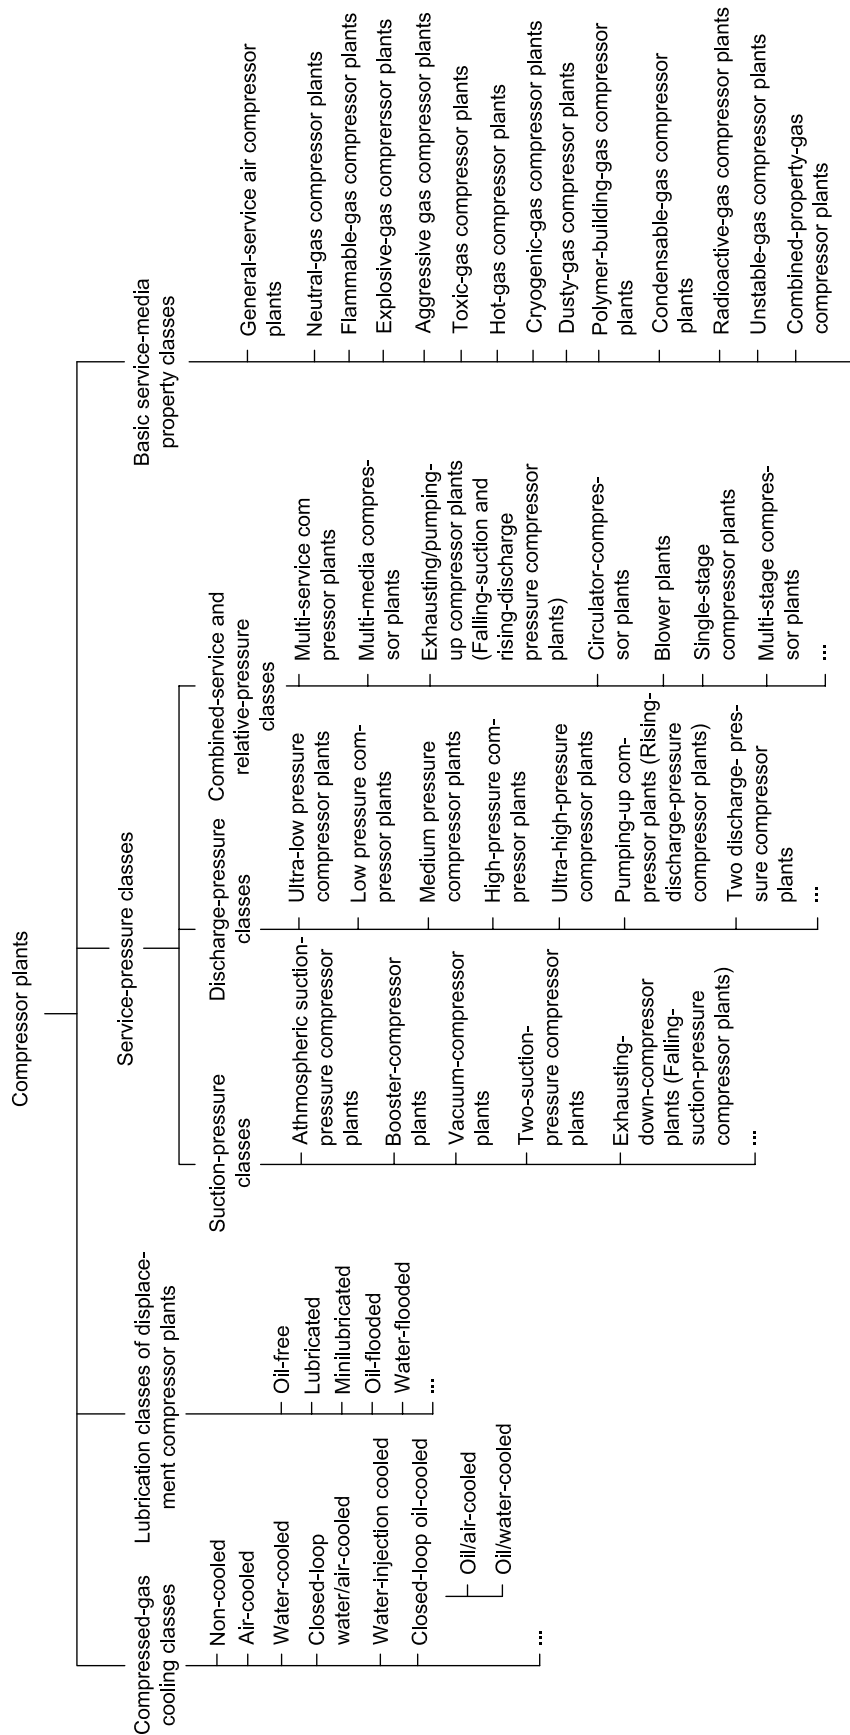 Compressor plants
Compressed-gas
cooling classes
Non-cooled
Air-cooled
Water-cooled
Closed-loop
water/air-cooled
Water-injection cooled
Closed-loop oil-cooled
Oil/air-cooled
Oil/water-cooled
...
Lubrication classes of displace-
ment compressor plants
Oil-free
Lubricated
Minilubricated
Oil-flooded
Water-flooded
...
Service-pressure classes
Suction-pressure
classes
Athmospheric suction-
pressure compressor
plants
Booster-compressor
plants
Vacuum-compressor
plants
Two-suction-
pressure compressor
plants
Exhausting-
down-compressor
plants (Falling-
suction-pressure
compressor plants)
...
Discharge-pressure
classes
Ultra-low pressure
compressor plants
Low pressure com-
pressor plants
Medium pressure
compressor plants
High-pressure com-
pressor plants
Ultra-high-pressure
compressor plants
Pumping-up com-
pressor plants (Rising-
discharge-pressure
compressor plants)
Two discharge- pres-
sure compressor
plants
...
Combined-service and
relative-pressure
classes
Multi-service com
pressor plants
Multi-media compres-
sor plants
Exhausting/pumping-
up compressor plants
(Falling-suction and
rising-discharge
pressure compressor
plants)
Circulator-compres-
sor plants
Blower plants
Single-stage
compressor plants
Multi-stage compres-
sor plants
...
Basic service-media
property classes
General-service air compressor
plants
Neutral-gas compressor plants
Flammable-gas compressor plants
Explosive-gas comprerssor plants
Aggressive gas compressor plants
Toxic-gas compressor plants
Hot-gas compressor plants
Cryogenic-gas compressor plants
Dusty-gas compressor plants
Polymer-building-gas compressor
plants
Condensable-gas compressor
plants
Radioactive-gas compressor plants
Unstable-gas compressor plants
Combined-property-gas
compressor plants